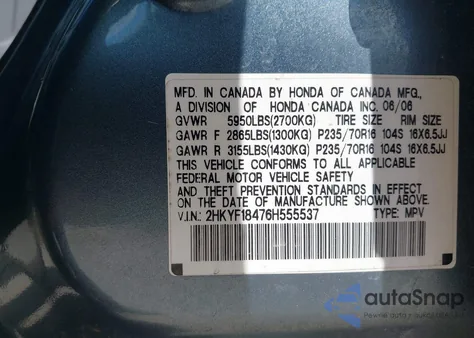 MFD. IN CANADA BY HONDA OF CANADA MFG.,
A DIVISION OF HONDA CANADA INC. 06/06
GVWR 5950LBS(2700KG) TIRE SIZE RIM SIZE
GAWR F 2865LBS(1300KG) P235/70R16 104S 16X6.5JJ
GAWR R 3155LBS(1430KG) P235/70R16 104S 16X6.5JJ
THIS VEHICLE CONFORMS TO ALL APPLICABLE
FEDERAL MOTOR VEHICLE SAFETY
AND THEFT PREVENTION STANDARDS IN EFFECT
ON THE DATE OF MANUFACTURE SHOWN ABOVE.
V.I.N.: 2HKYF18476H555537 TYPE: MPV
autoSnap